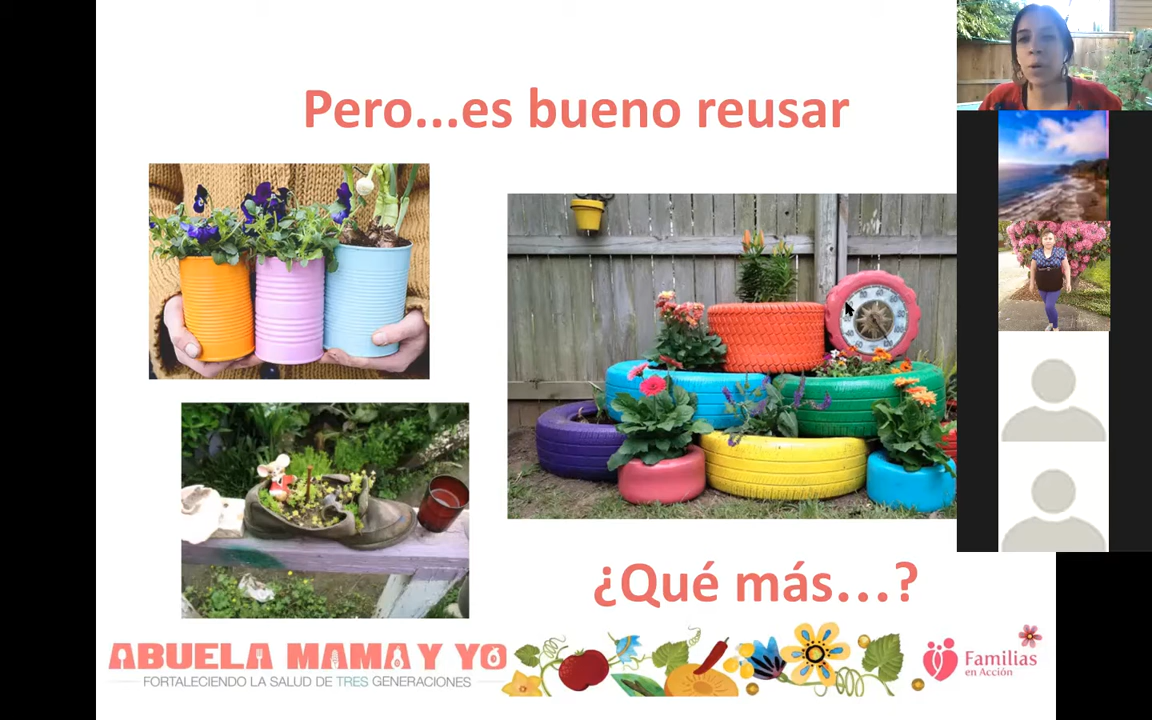 Pero...es bueno reusar
¿Qué más...?
ABUELA MAMA Y YO
FORTALECIENDO LA SALUD DE TRES GENERACIONES
Familias
en Acción